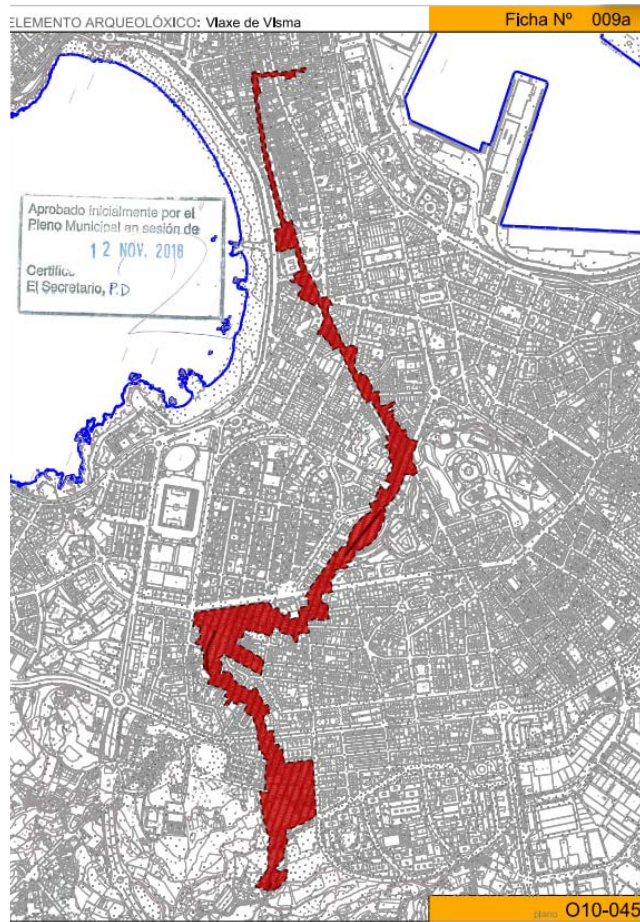 ELEMENTO ARQUEOLÓXICO: Viaxe de Visma
Ficha Nº 009a
Aprobado inicialmente por el
Pleno Municipal en sesión de
12 NOV. 2018
El Secretario, P.D
plano O10-045